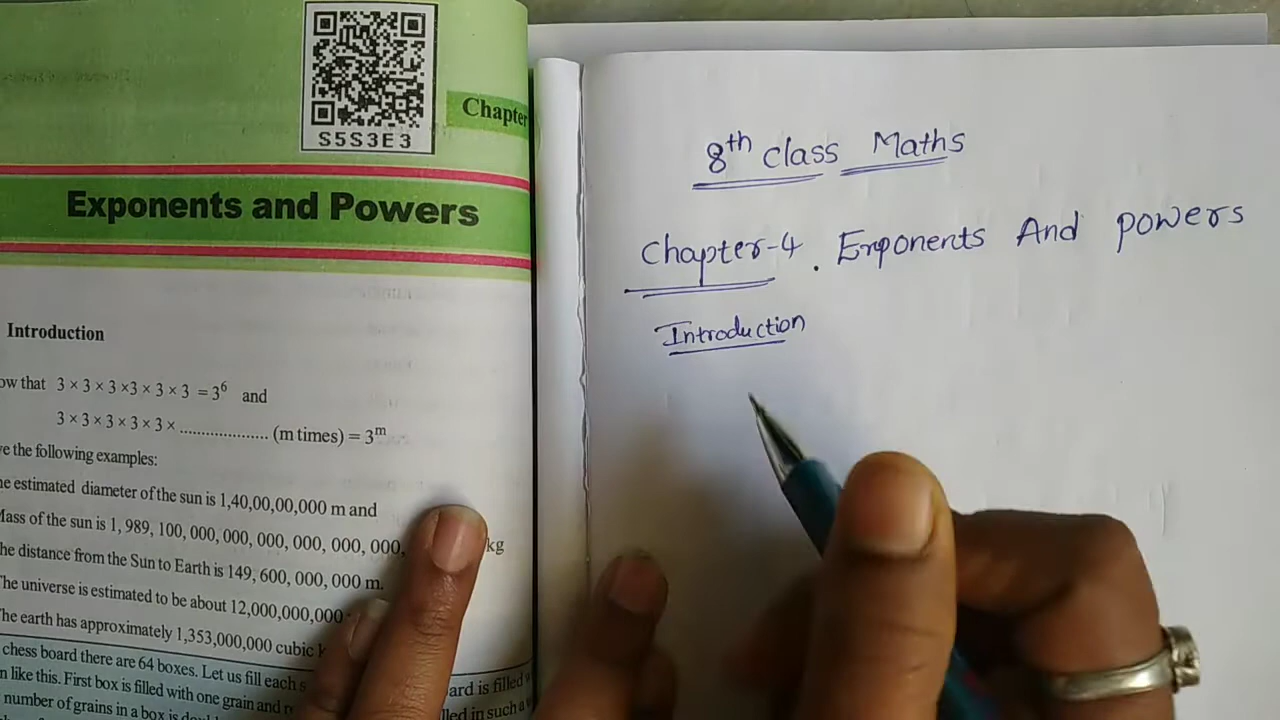 S5S3E3
Chapter
Exponents and Powers
Introduction
ow that 3 × 3 × 3 ×3 × 3 × 3 = 3⁶ and
3 × 3 × 3 × 3 × 3 × ................... (m times) = 3ᵐ
ve the following examples:
he estimated diameter of the sun is 1,40,00,00,000 m and
Mass of the sun is 1, 989, 100, 000, 000, 000, 000, 000, kg
he distance from the Sun to Earth is 149, 600, 000, 000 m.
The universe is estimated to be about 12,000,000,000
The earth has approximately 1,353,000,000 cubic k
chess board there are 64 boxes. Let us fill each s ard is filled
n like this. First box is filled with one grain and lled in such a
number of grains in a box is
8th class Maths
Chapter-4 . Exponents And powers
Introduction